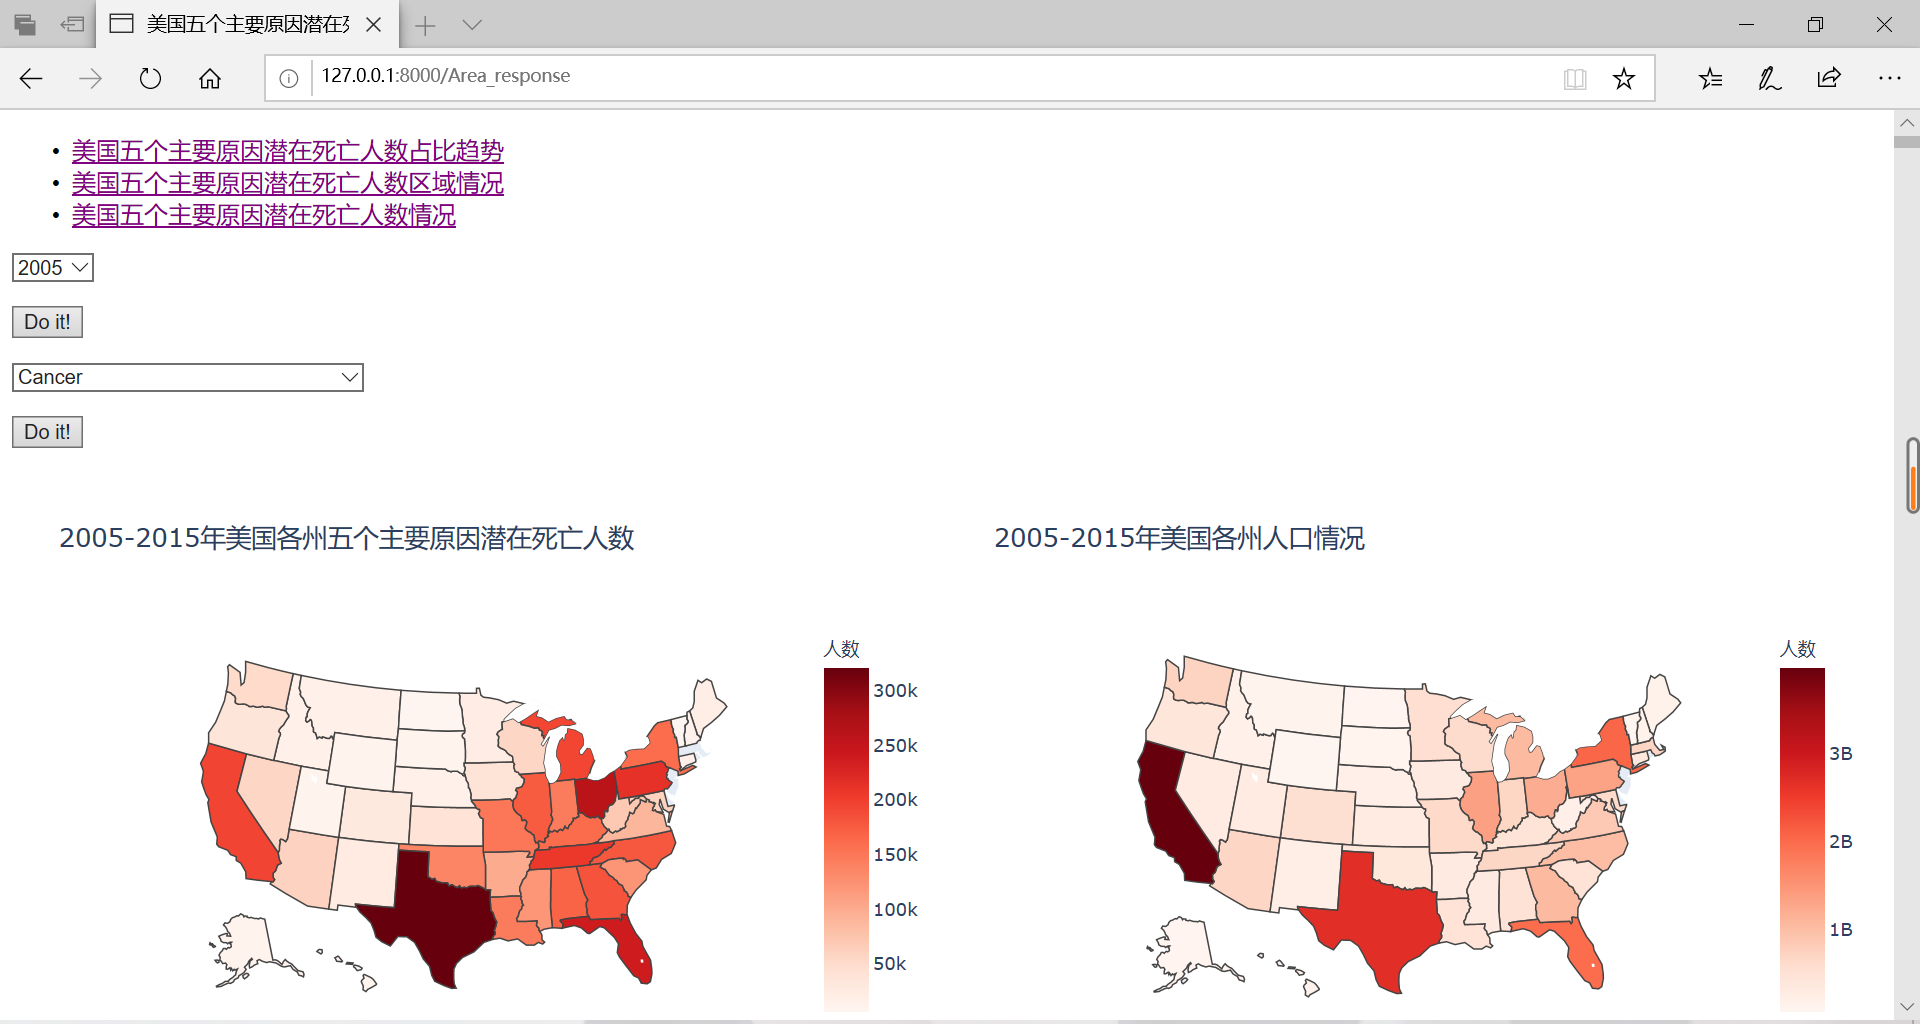 美国五个主要原因潜在
127.0.0.1:8000/Area_response
• 美国五个主要原因潜在死亡人数占比趋势
• 美国五个主要原因潜在死亡人数区域情况
• 美国五个主要原因潜在死亡人数情况
2005
Do it!
Cancer
Do it!
2005-2015年美国各州五个主要原因潜在死亡人数
人数
300k
250k
200k
150k
100k
50k
2005-2015年美国各州人口情况
人数
3B
2B
1B